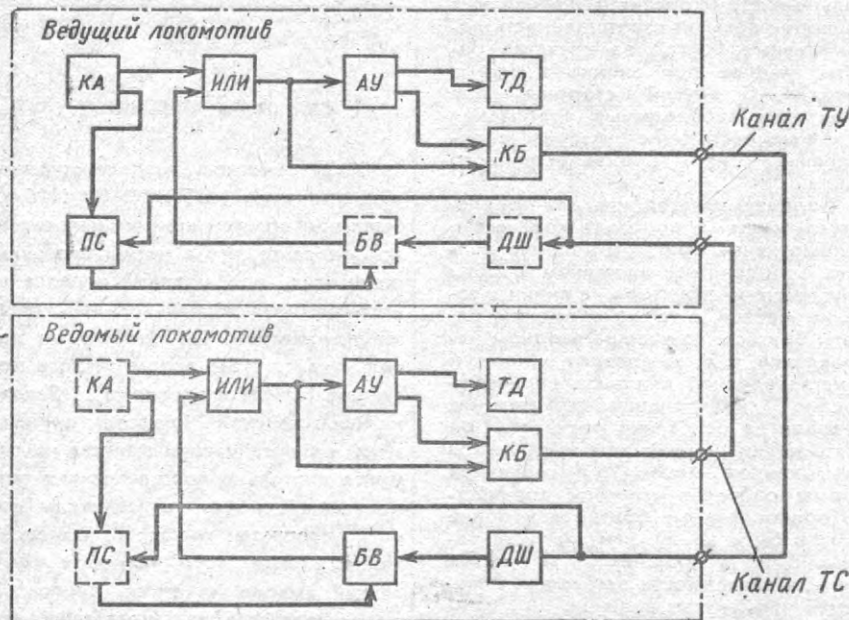 Ведущий локомотив
КА
ИЛИ
АУ
ТД
КБ
Канал ТУ
ПС
БВ
ДШ
Ведомый локомотив
КА
ИЛИ
АУ
ТД
КБ
ПС
БВ
ДШ
Канал ТС